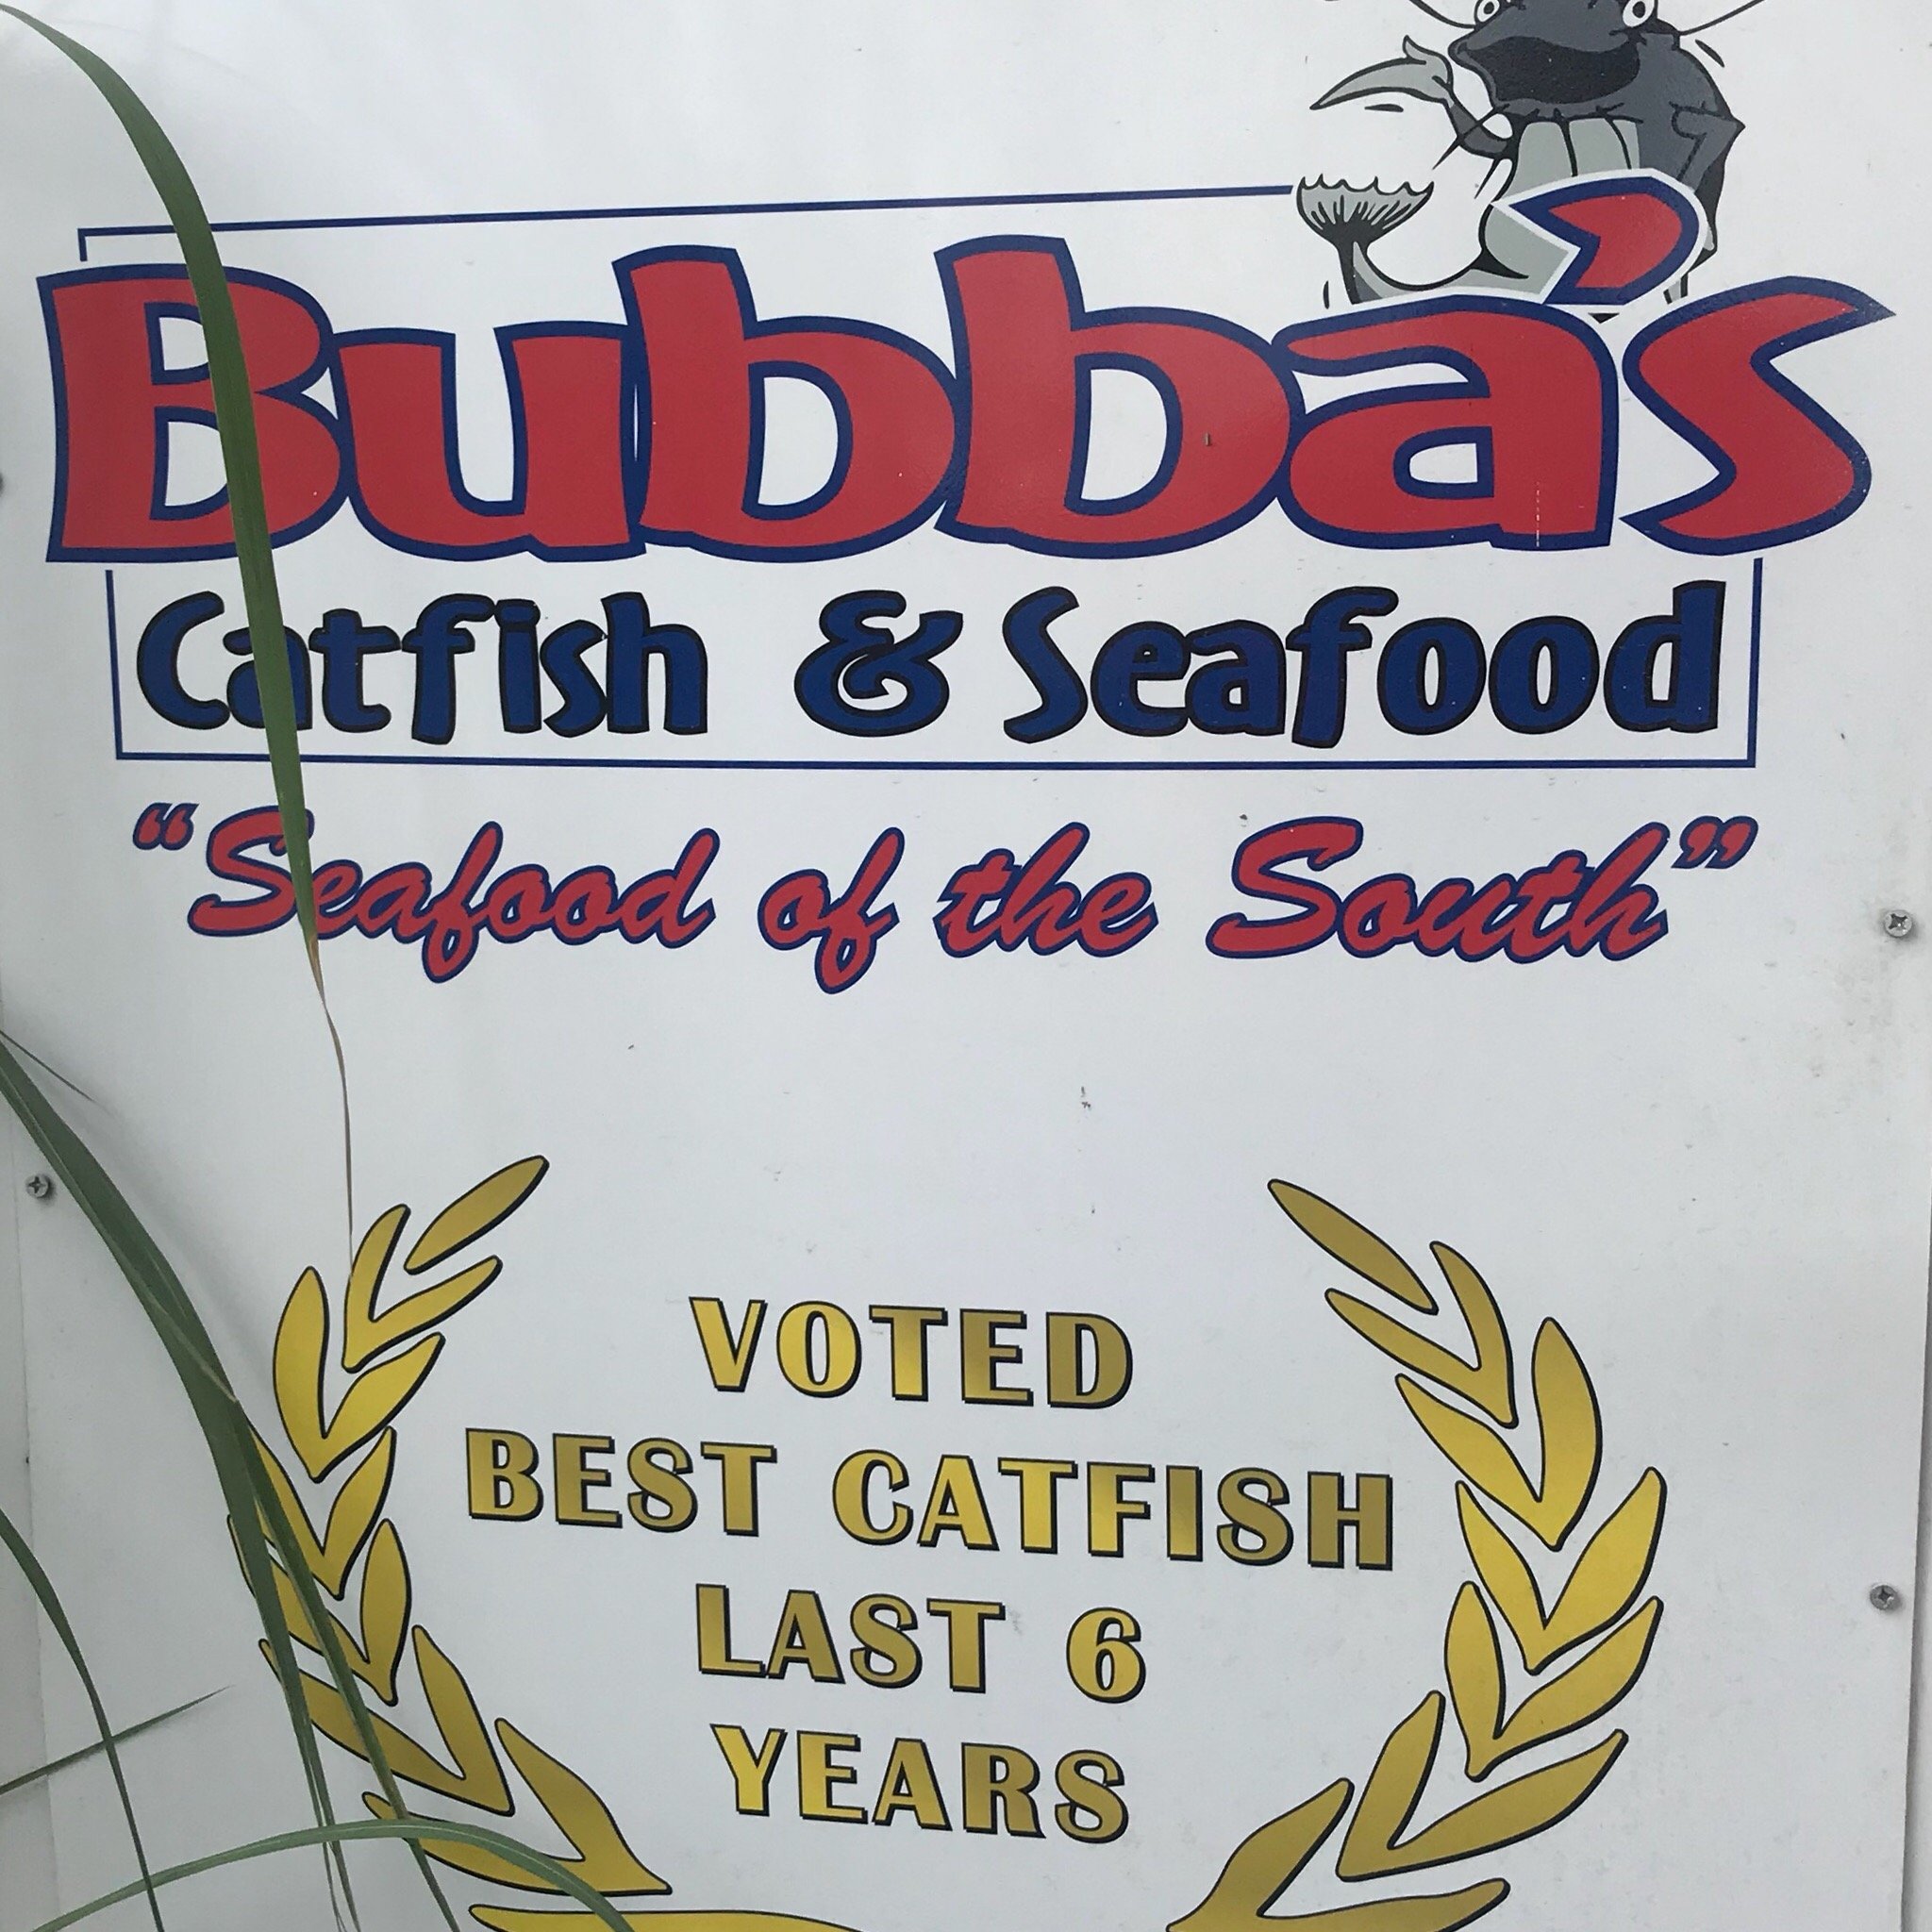 Bubba's
Catfish & Seafood
“Seafood of the South”
VOTED
BEST CATFISH
LAST 6
YEARS